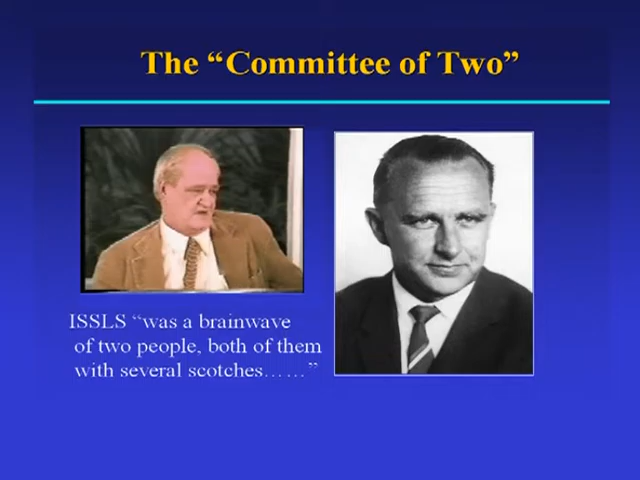 The “Committee of Two”
ISSLS “was a brainwave
of two people, both of them
with several scotches……”